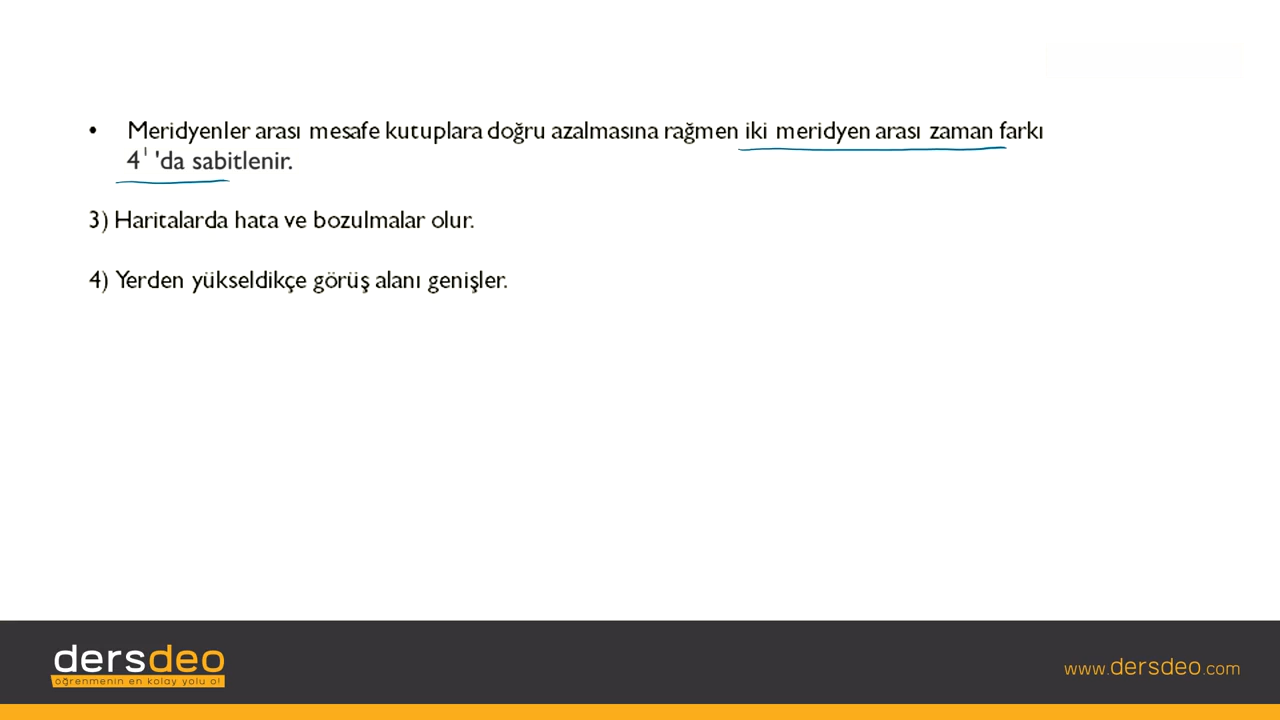 • Meridyenler arası mesafe kutuplara doğru azalmasına rağmen iki meridyen arası zaman farkı
4' 'da sabitlenir.
3) Haritalarda hata ve bozulmalar olur.
4) Yerden yükseldikçe görüş alanı genişler.
dersdeo
öğrenmenin en kolay yolu o!
www.dersdeo.com